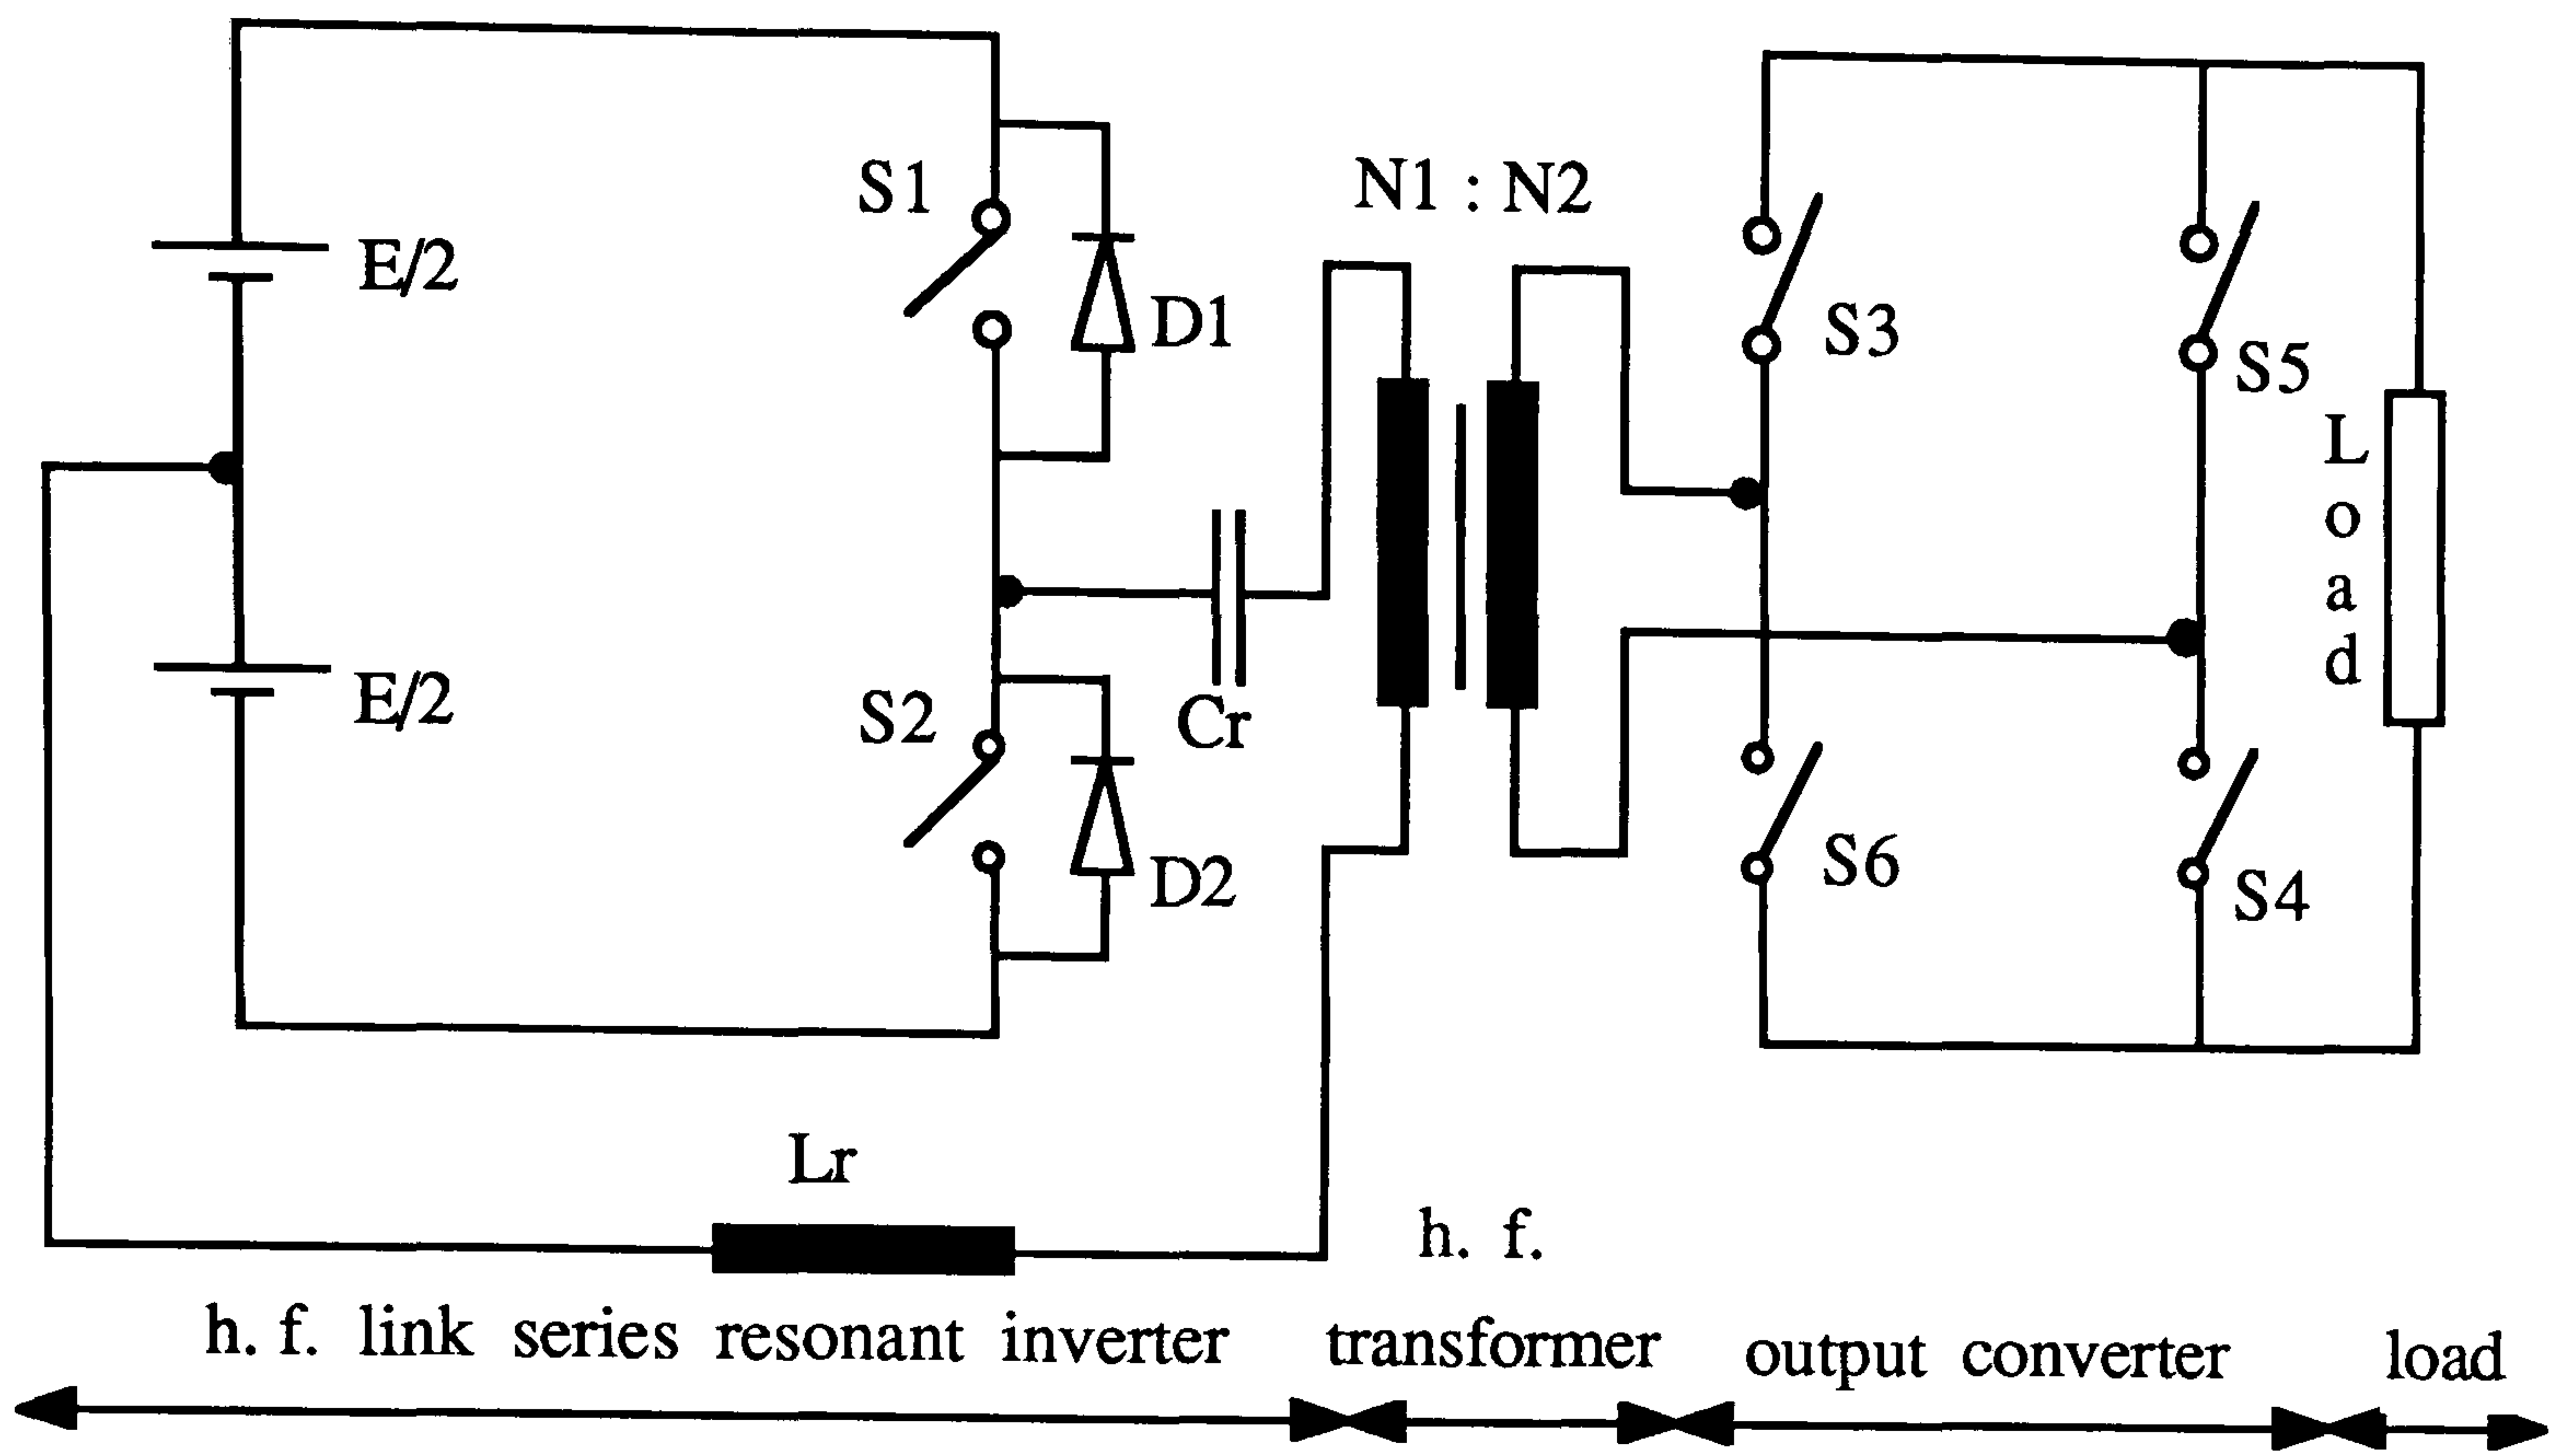 S1
N1 : N2
E/2
D1
S3
S5
Load
E/2
S2
Cr
D2
S6
S4
Lr
h. f.
h. f. link series resonant inverter
transformer
output converter
load